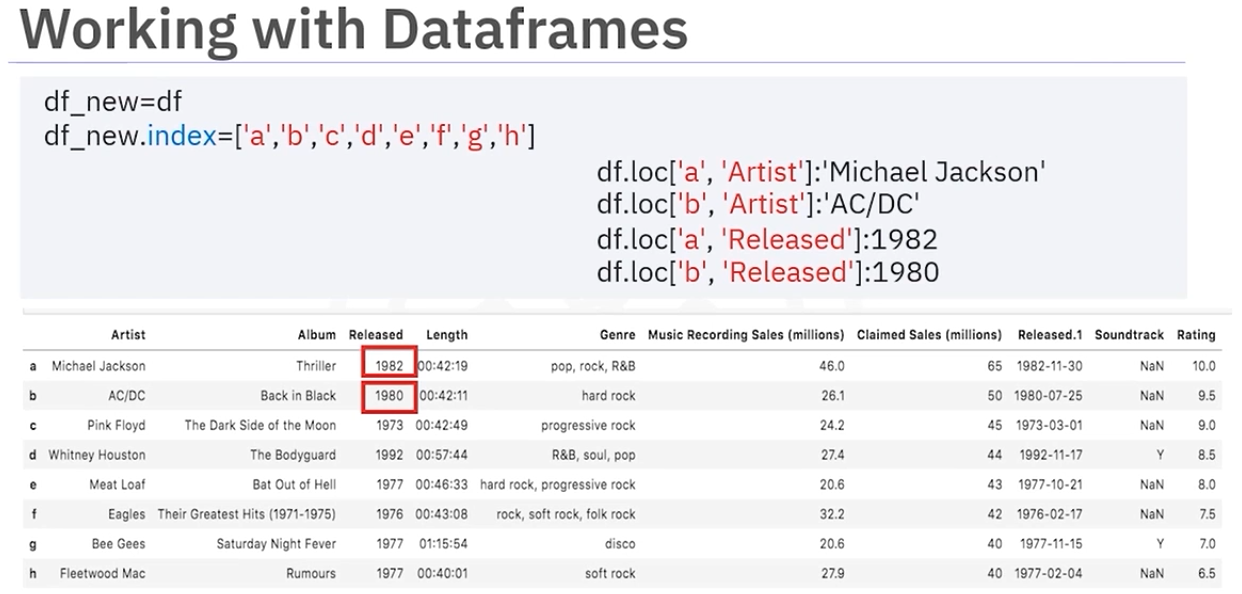 Working with Dataframes
df_new=df
df_new.index=['a','b','c','d','e','f','g','h']
df.loc['a', 'Artist']:'Michael Jackson'
df.loc['b', 'Artist']:'AC/DC'
df.loc['a', 'Released']:1982
df.loc['b', 'Released']:1980
Artist Album Released Length Genre Music Recording Sales (millions) Claimed Sales (millions) Released.1 Soundtrack Rating
a Michael Jackson Thriller 1982 00:42:19 pop, rock, R&B 46.0 65 1982-11-30 NaN 10.0
b AC/DC Back in Black 1980 00:42:11 hard rock 26.1 50 1980-07-25 NaN 9.5
c Pink Floyd The Dark Side of the Moon 1973 00:42:49 progressive rock 24.2 45 1973-03-01 NaN 9.0
d Whitney Houston The Bodyguard 1992 00:57:44 R&B, soul, pop 27.4 44 1992-11-17 Y 8.5
e Meat Loaf Bat Out of Hell 1977 00:46:33 hard rock, progressive rock 20.6 43 1977-10-21 NaN 8.0
f Eagles Their Greatest Hits (1971-1975) 1976 00:43:08 rock, soft rock, folk rock 32.2 42 1976-02-17 NaN 7.5
g Bee Gees Saturday Night Fever 1977 01:15:54 disco 20.6 40 1977-11-15 Y 7.0
h Fleetwood Mac Rumours 1977 00:40:01 soft rock 27.9 40 1977-02-04 NaN 6.5